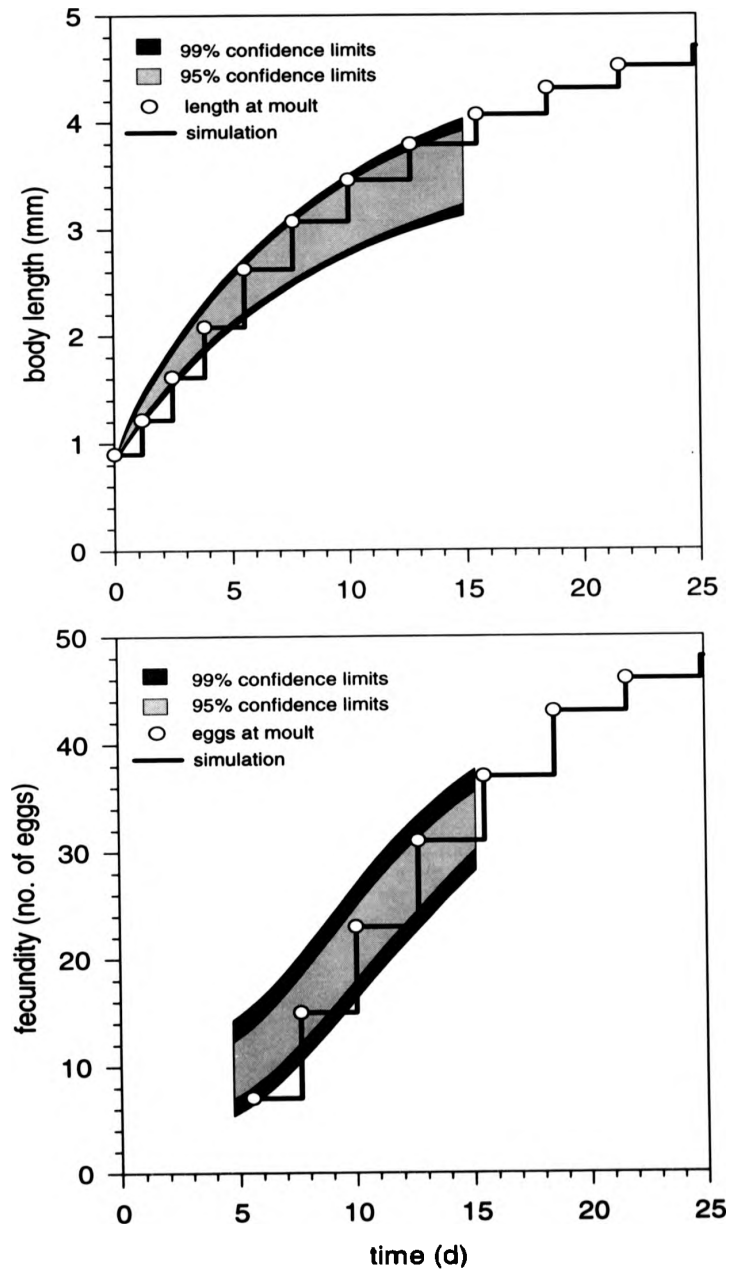 5
4
3
2
1
0
body length (mm)
99% confidence limits
95% confidence limits
length at moult
simulation
0 5 10 15 20 25
50
40
30
20
10
0
fecundity (no. of eggs)
99% confidence limits
95% confidence limits
eggs at moult
simulation
0 5 10 15 20 25
time (d)